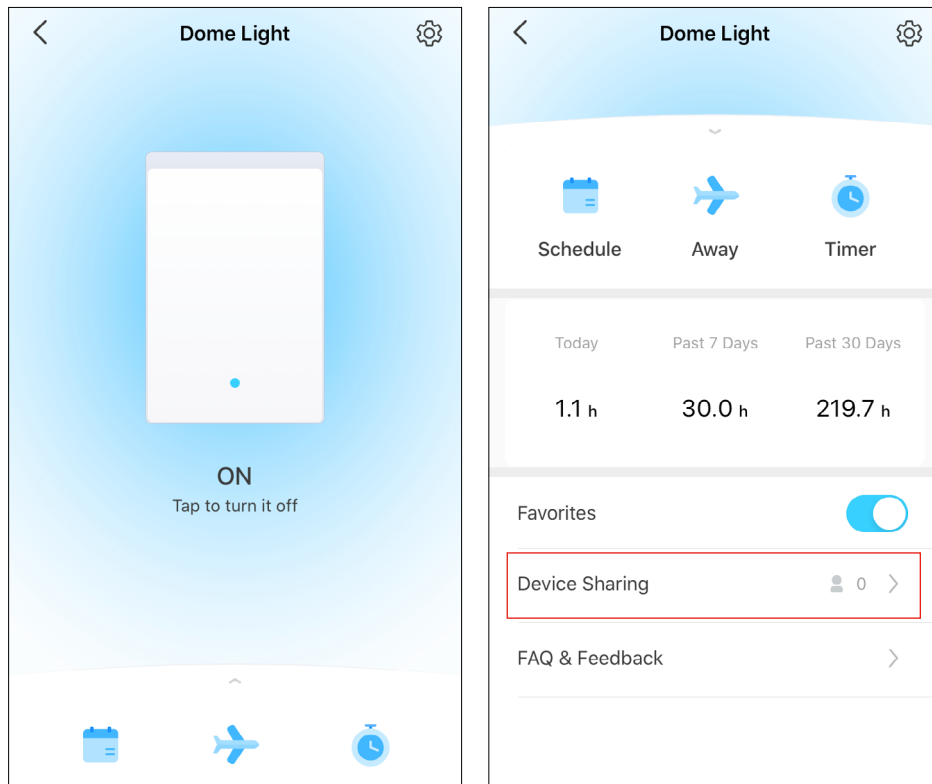 Dome Light
ON
Tap to turn it off
Dome Light
Schedule Away Timer
Today Past 7 Days Past 30 Days
1.1 h 30.0 h 219.7 h
Favorites
Device Sharing 0
FAQ & Feedback